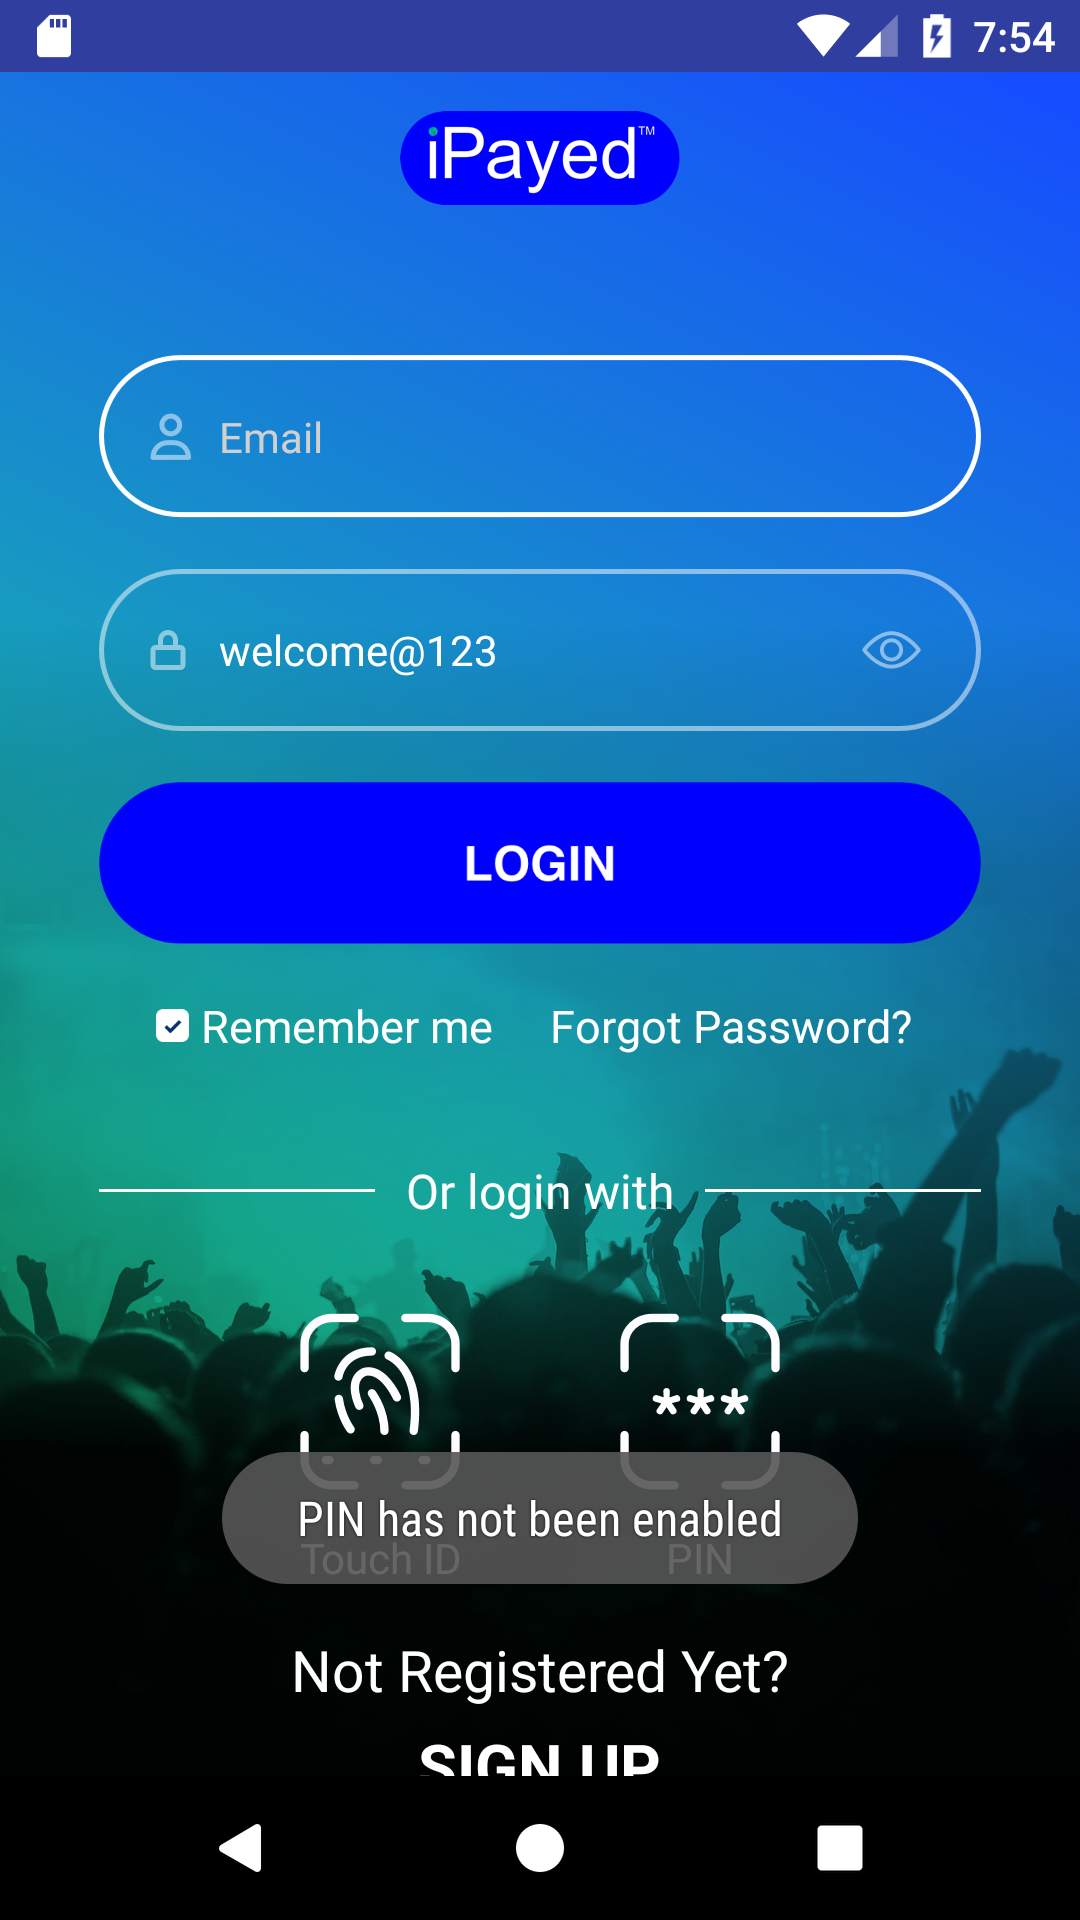 7:54
iPayed™
Email
welcome@123
LOGIN
Remember me Forgot Password?
Or login with
***
PIN has not been enabled
Touch ID PIN
Not Registered Yet?
SIGN UP